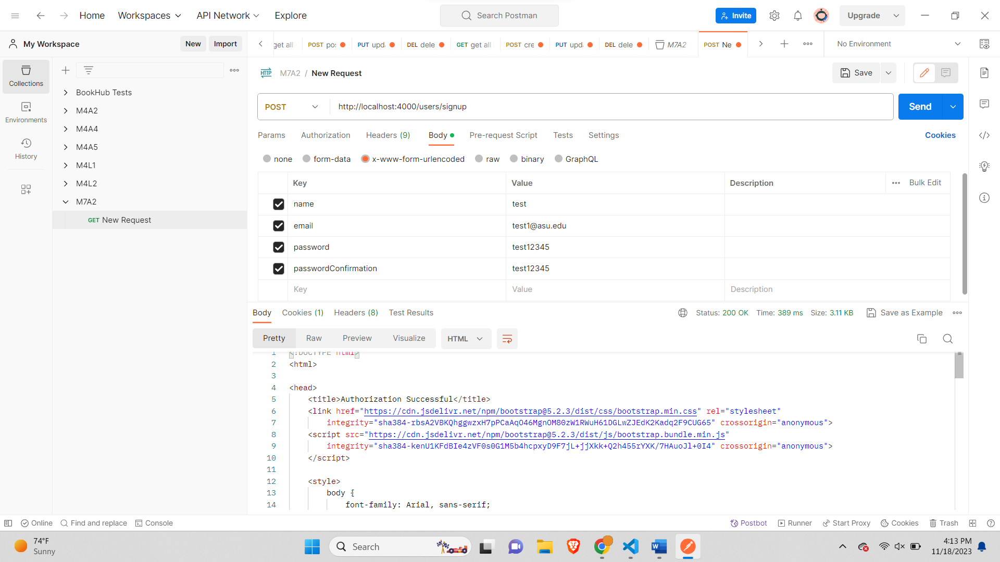 Home Workspaces API Network Explore Search Postman Invite Upgrade
My Workspace New Import
get all POST po: PUT upd DEL dele GET get all POST cre PUT upd DEL dele M7A2 POST Ne No Environment
Collections
Environments
History
BookHub Tests
M4A2
M4A4
M4A5
M4L1
M4L2
M7A2
GET New Request
HTTP M7A2 / New Request Save
POST http://localhost:4000/users/signup Send
Params Authorization Headers (9) Body Pre-request Script Tests Settings Cookies
none form-data x-www-form-urlencoded raw binary GraphQL
Key Value Description Bulk Edit
name test
email test1@asu.edu
password test12345
passwordConfirmation test12345
Key Value Description
Body Cookies (1) Headers (8) Test Results Status: 200 OK Time: 389 ms Size: 3.11 KB Save as Example
Pretty Raw Preview Visualize HTML
1 <!DOCTYPE html>
2 <html>
3
4 <head>
5 <title>Authorization Successful</title>
6 <link href="https://cdn.jsdelivr.net/npm/bootstrap@5.2.3/dist/css/bootstrap.min.css" rel="stylesheet"
7 integrity="sha384-rbsA2VBKQhggwzxH7pPCaAqO46MgnOM80zW1RWuH61DGLwZJEdK2Kadq2F9CUG65" crossorigin="anonymous">
8 <script src="https://cdn.jsdelivr.net/npm/bootstrap@5.2.3/dist/js/bootstrap.bundle.min.js"
9 integrity="sha384-kenU1KFdBIe4zVF0s0G1M5b4hcpxyD9F7jL+jjXkk+Q2h455rYXK/7HAuoJl+0I4" crossorigin="anonymous">
10 </script>
11
12 <style>
13 body {
14 font-family: Arial, sans-serif;
Online Find and replace Console Postbot Runner Start Proxy Cookies Trash
74°F
Sunny
Search
4:13 PM
11/18/2023